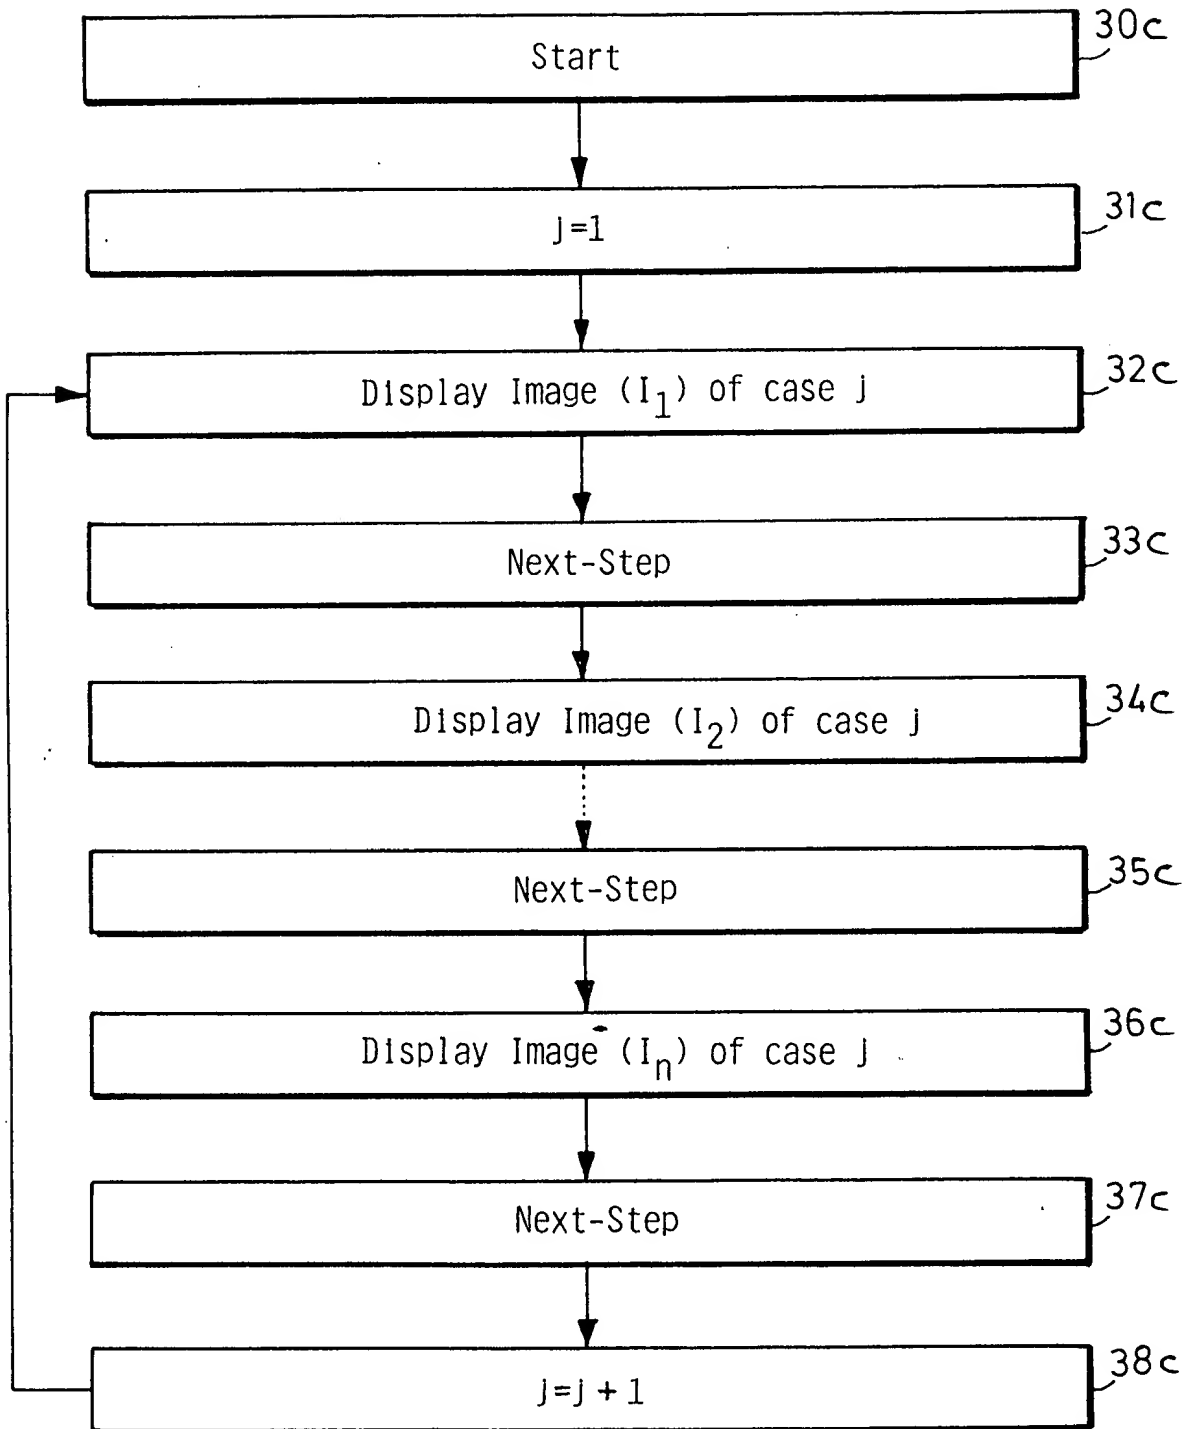 30c
Start
31c
j=1
32c
Display Image (I₁) of case j
33c
Next-Step
34c
Display Image (I₂) of case j
35c
Next-Step
36c
Display Image (Iₙ) of case j
37c
Next-Step
38c
j=j + 1